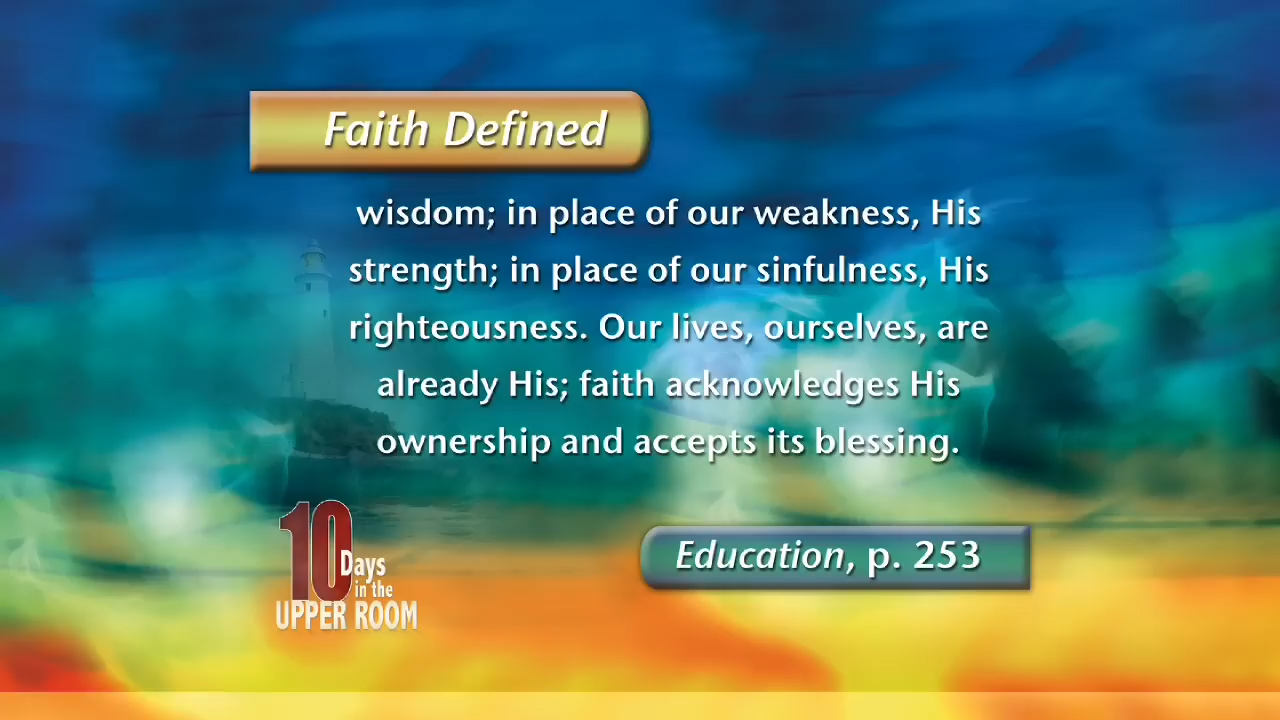 Faith Defined
wisdom; in place of our weakness, His
strength; in place of our sinfulness, His
righteousness. Our lives, ourselves, are
already His; faith acknowledges His
ownership and accepts its blessing.
Education, p. 253
10
Days
in the
UPPER ROOM